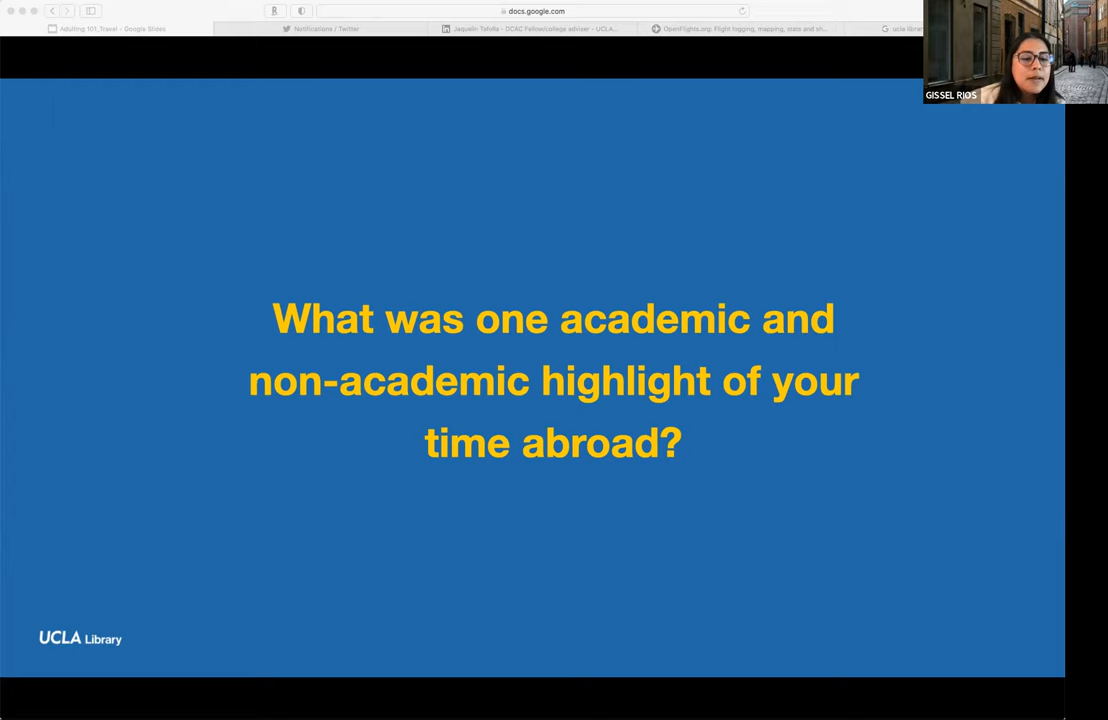 docs.google.com
Adulting 101_Travel - Google Slides
Notifications / Twitter
Jaquelin Tafolla - DCAC Fellow/college adviser - UCLA...
OpenFlights.org: Flight logging, mapping, stats and sh...
ucla librar
GISSEL RIOS
What was one academic and
non-academic highlight of your
time abroad?
UCLA Library